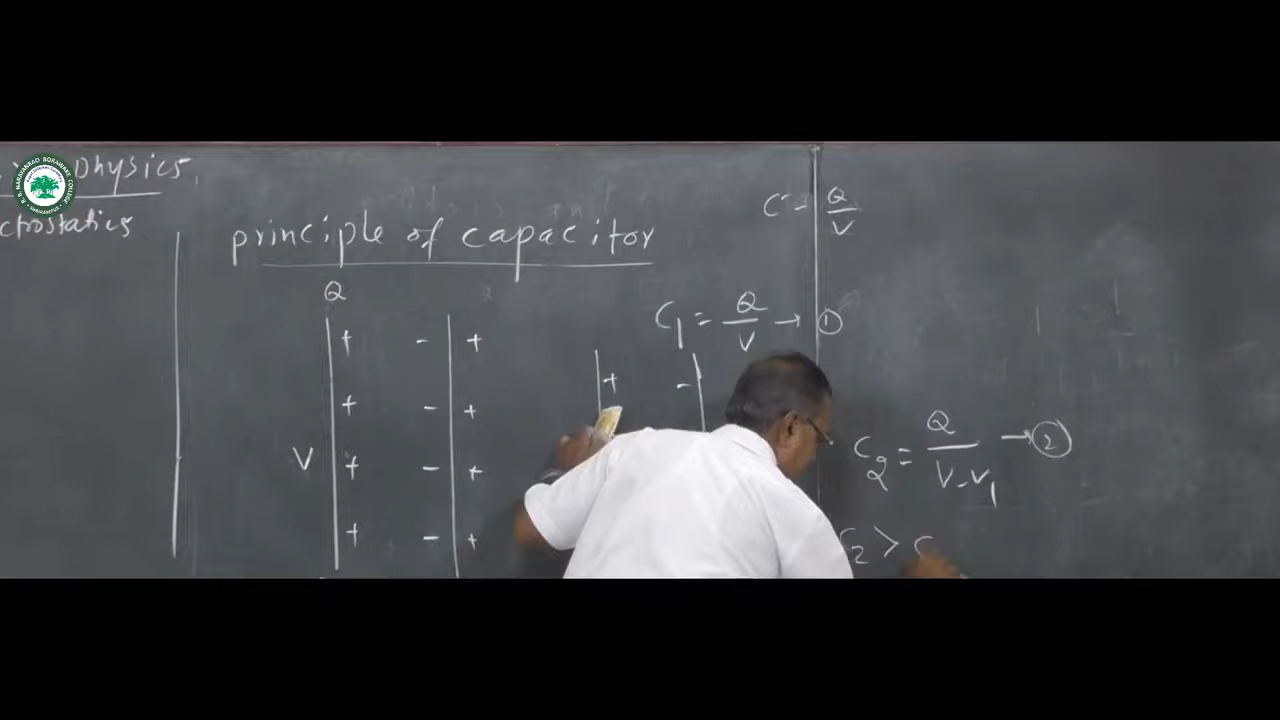 physics
ctrostatics
principle of capacitor
C = Q/V
Q
C₁ = Q/V → ①
+ - +
+ -
+ - +
V + - +
+ - +
C₂ = Q/V-V₁ → ②
C₂ > C